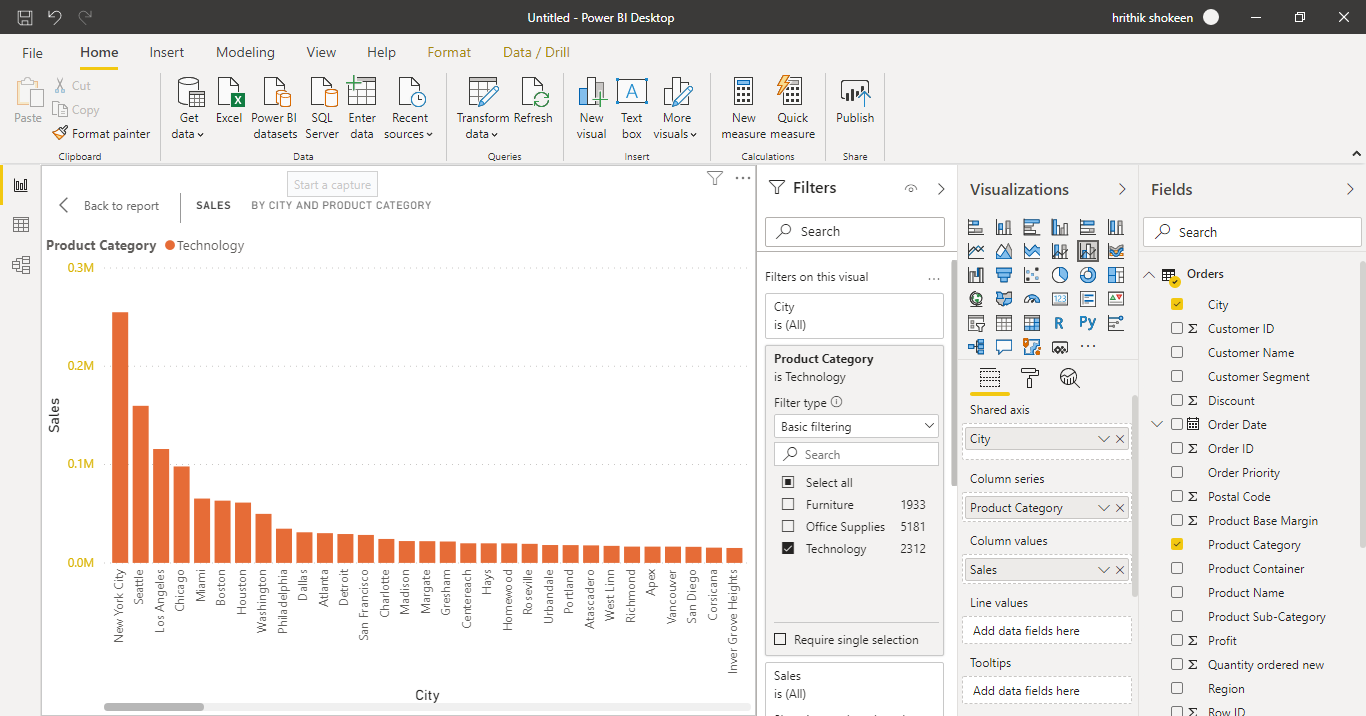 Untitled - Power BI Desktop
hrithik shokeen
File
Home
Insert
Modeling
View
Help
Format
Data / Drill
Paste
Cut
Copy
Format painter
Clipboard
Get data
Excel
Power BI datasets
SQL Server
Enter data
Recent sources
Data
Transform data
Refresh
Queries
New visual
Text box
More visuals
Insert
New measure
Quick measure
Calculations
Publish
Share
Start a capture
Back to report
SALES
BY CITY AND PRODUCT CATEGORY
Product Category
Technology
0.3M
0.2M
0.1M
0.0M
Sales
New York City
Seattle
Los Angeles
Chicago
Miami
Boston
Houston
Washington
Philadelphia
Dallas
Atlanta
Detroit
San Francisco
Charlotte
Madison
Margate
Gresham
Centereach
Hays
Homewood
Roseville
Urbandale
Portland
Atascadero
West Linn
Richmond
Apex
Vancouver
San Diego
Corsicana
Inver Grove Heights
City
Filters
Search
Filters on this visual
City
is (All)
Product Category
is Technology
Filter type
Basic filtering
Search
Select all
Furniture 1933
Office Supplies 5181
Technology 2312
Require single selection
Sales
is (All)
Visualizations
123
R
Py
Shared axis
City
Column series
Product Category
Column values
Sales
Line values
Add data fields here
Tooltips
Add data fields here
Fields
Search
Orders
City
Σ Customer ID
Customer Name
Customer Segment
Σ Discount
Order Date
Σ Order ID
Order Priority
Σ Postal Code
Σ Product Base Margin
Product Category
Product Container
Product Name
Product Sub-Category
Σ Profit
Σ Quantity ordered new
Region
Σ Row ID